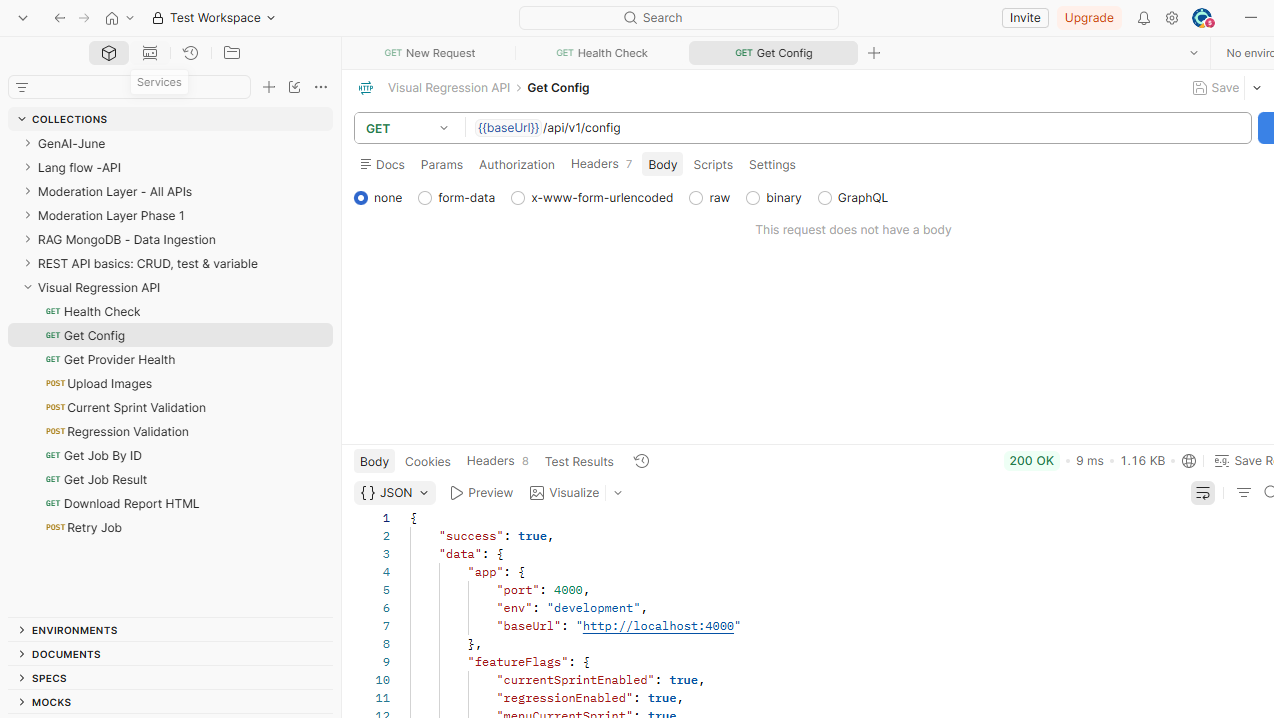 Test Workspace
Search
Invite
Upgrade
Services
GET New Request
GET Health Check
GET Get Config
No enviro
COLLECTIONS
GenAI-June
Lang flow -API
Moderation Layer - All APIs
Moderation Layer Phase 1
RAG MongoDB - Data Ingestion
REST API basics: CRUD, test & variable
Visual Regression API
GET Health Check
GET Get Config
GET Get Provider Health
POST Upload Images
POST Current Sprint Validation
POST Regression Validation
GET Get Job By ID
GET Get Job Result
GET Download Report HTML
POST Retry Job
ENVIRONMENTS
DOCUMENTS
SPECS
MOCKS
HTTP Visual Regression API › Get Config
Save
GET {{baseUrl}} /api/v1/config
Docs Params Authorization Headers 7 Body Scripts Settings
none form-data x-www-form-urlencoded raw binary GraphQL
This request does not have a body
Body Cookies Headers 8 Test Results
200 OK • 9 ms • 1.16 KB • e.g. Save R
{} JSON Preview Visualize
1 {
2 "success": true,
3 "data": {
4 "app": {
5 "port": 4000,
6 "env": "development",
7 "baseUrl": "http://localhost:4000"
8 },
9 "featureFlags": {
10 "currentSprintEnabled": true,
11 "regressionEnabled": true,
12 "menuCurrentSprint": true